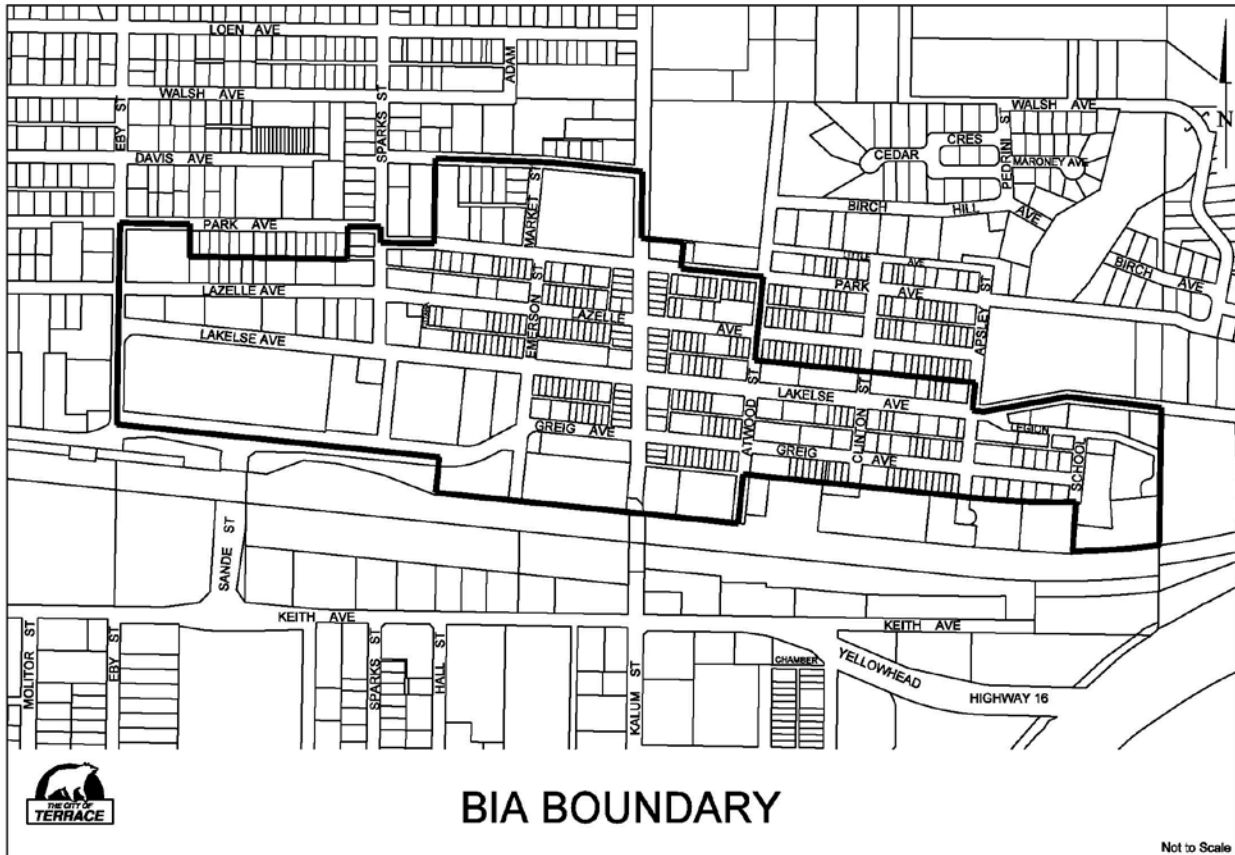 LOEN AVE
ADAM
WALSH AVE
EBY ST
SPARKS ST
DAVIS AVE
WALSH AVE
N
CEDAR CRES
PEDRINI ST
MARONEY AVE
BIRCH HILL AVE
MARKET ST
PARK AVE
BIRCH AVE
LITTLE AVE
PARK AVE
APSLEY ST
LAZELLE AVE
EMERSON ST
LAZELLE AVE
LAKELSE AVE
ATWOOD ST
LAKELSE AVE
CLINTON ST
GREIG AVE
LEGION
GREIG AVE
SCHOOL
SANDE ST
KEITH AVE
KEITH AVE
MOLITOR ST
EBY ST
SPARKS ST
HALL ST
KALUM ST
CHAMBER
YELLOWHEAD
HIGHWAY 16
THE CITY OF
TERRACE
BIA BOUNDARY
Not to Scale